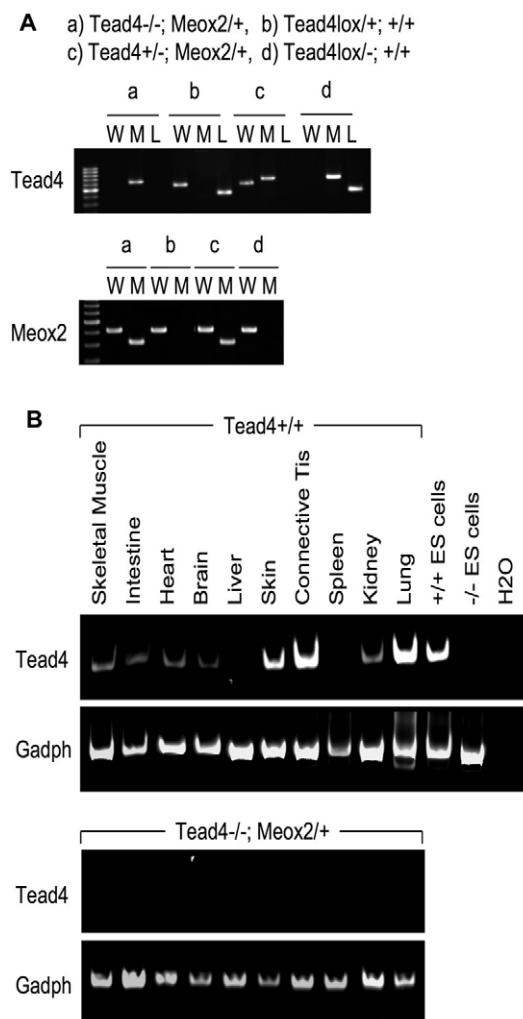 A
a) Tead4-/-; Meox2/+, b) Tead4lox/+; +/+
c) Tead4+/-; Meox2/+, d) Tead4lox/-; +/+
a b c d
W M L W M L W M L W M L
Tead4
a b c d
W M W M W M W M
Meox2
B
Tead4+/+
Skeletal Muscle
Intestine
Heart
Brain
Liver
Skin
Connective Tis
Spleen
Kidney
Lung
+/+ ES cells
-/- ES cells
H2O
Tead4
Gadph
Tead4-/-; Meox2/+
Tead4
Gadph